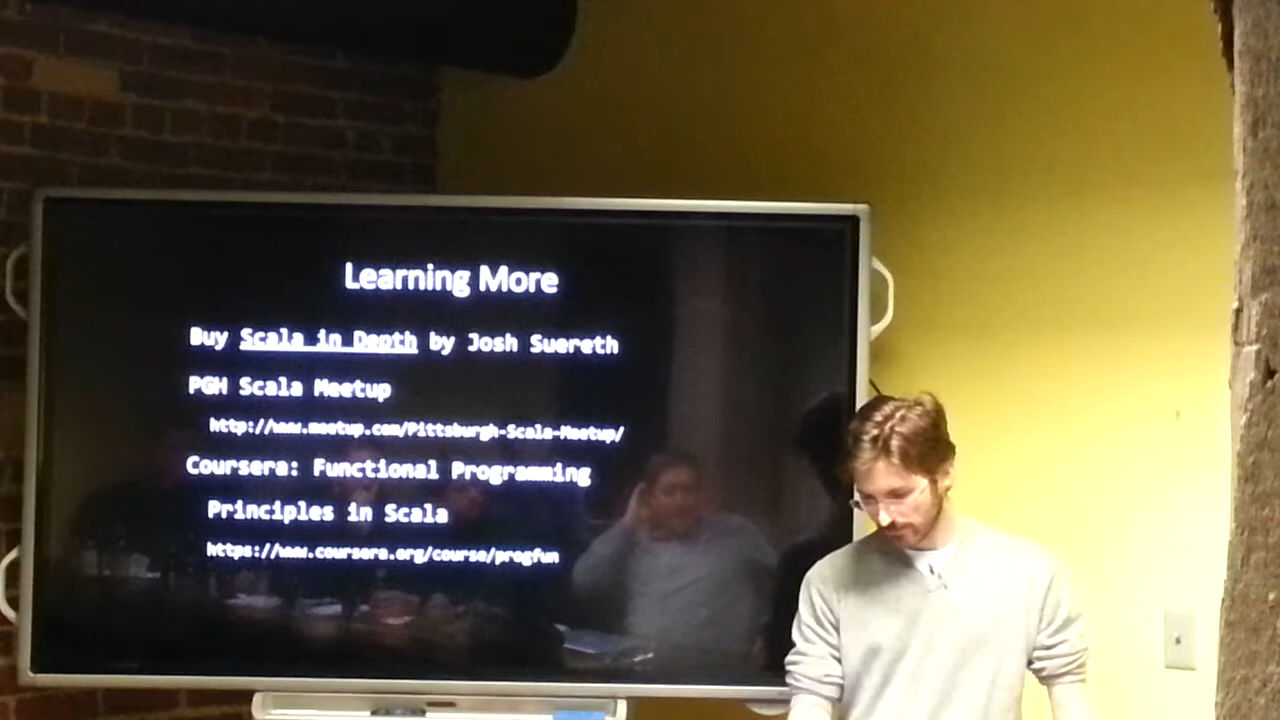 Learning More
Buy Scala in Depth by Josh Suereth
PGH Scala Meetup
http://www.meetup.com/Pittsburgh-Scala-Meetup/
Coursera: Functional Programming
Principles in Scala
https://www.coursera.org/course/progfun